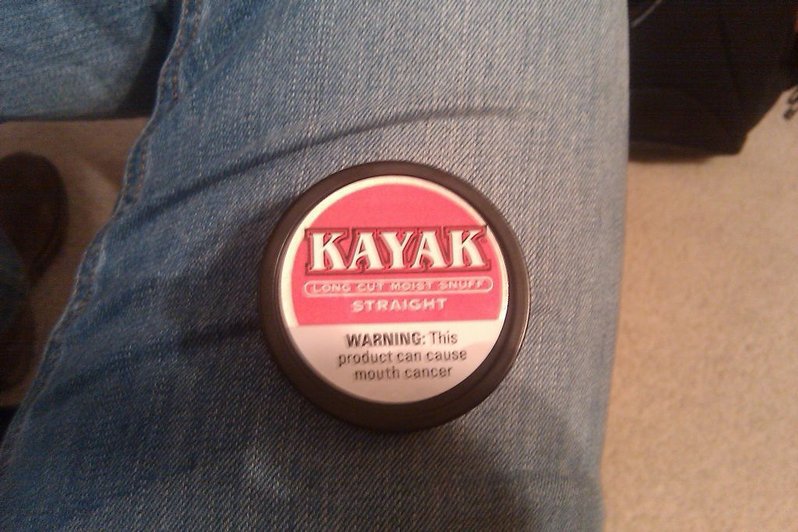 KAYAK
LONG CUT MOIST SNUFF
STRAIGHT
WARNING: This
product can cause
mouth cancer